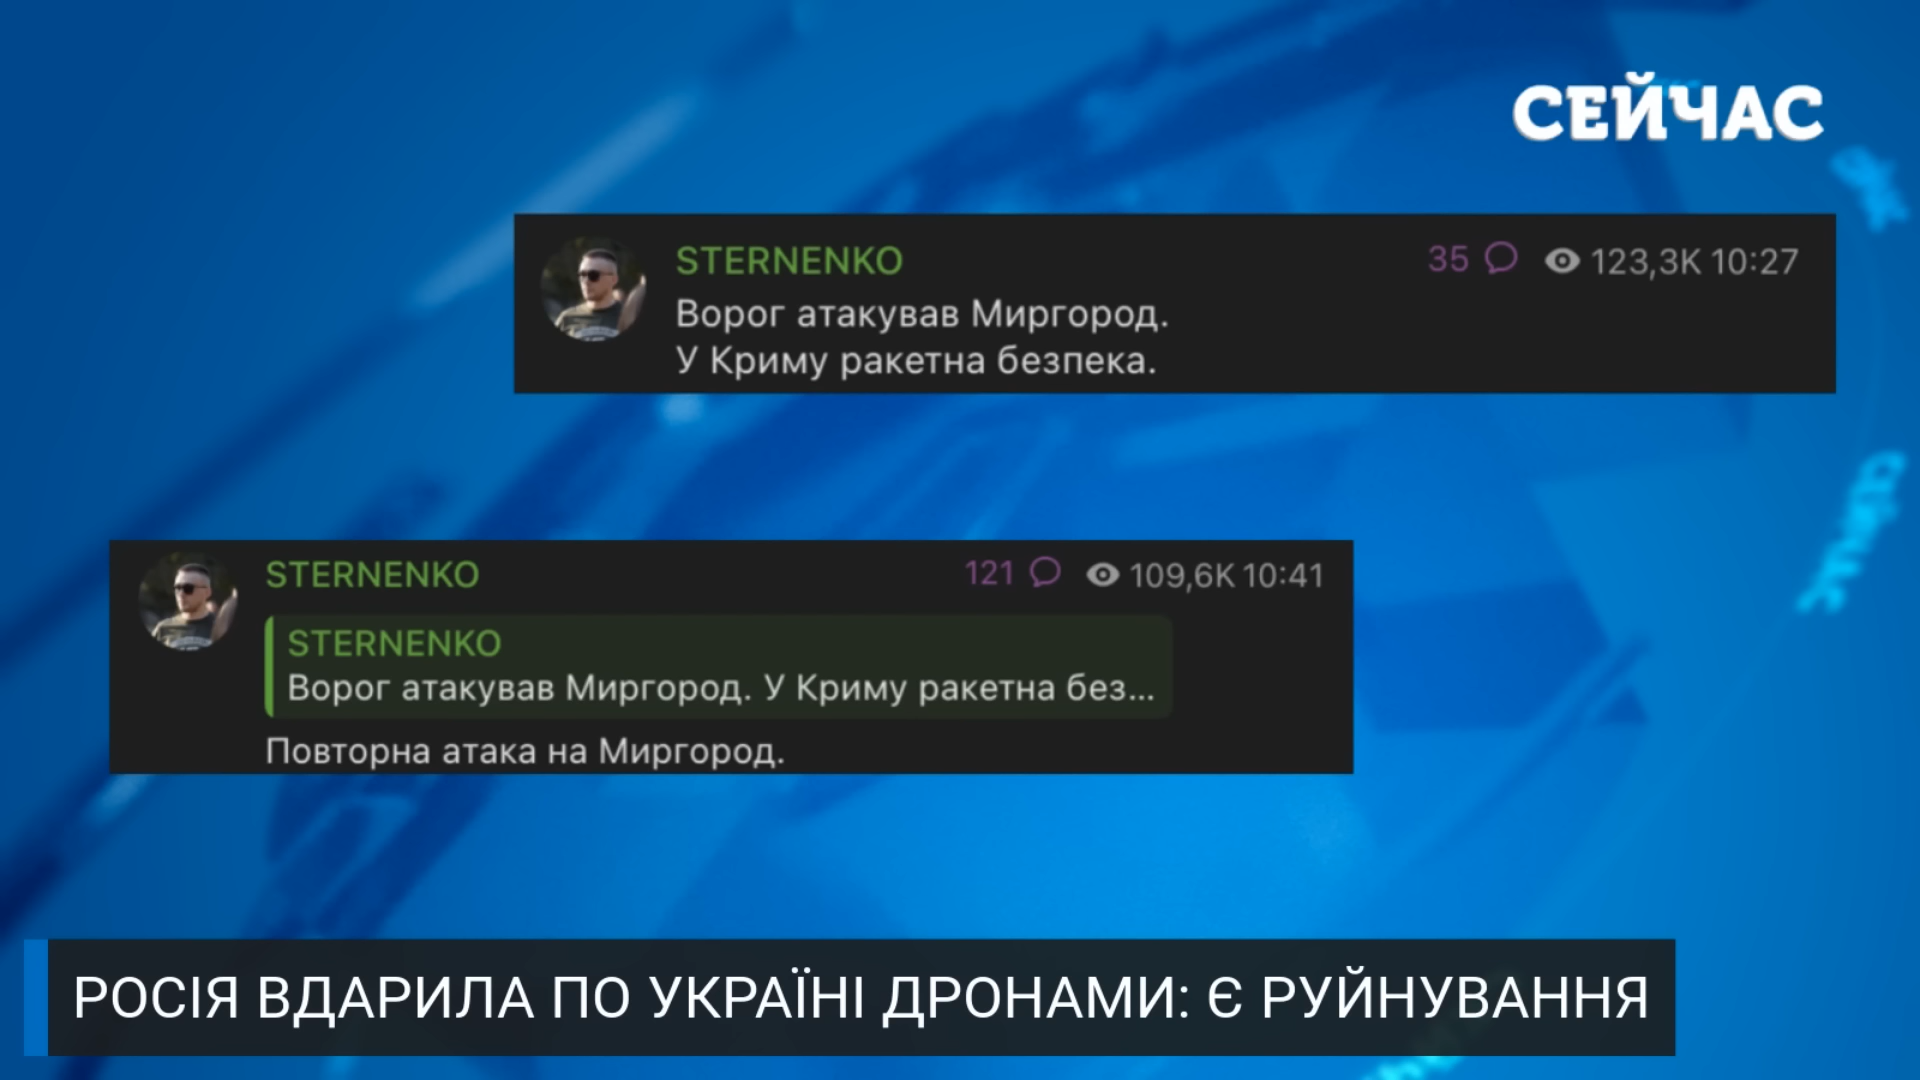 СЕЙЧАС
STERNENKO
35 123,3K 10:27
Ворог атакував Миргород.
У Криму ракетна безпека.
STERNENKO
121 109,6K 10:41
STERNENKO
Ворог атакував Миргород. У Криму ракетна без...
Повторна атака на Миргород.
РОСІЯ ВДАРИЛА ПО УКРАЇНІ ДРОНАМИ: Є РУЙНУВАННЯ